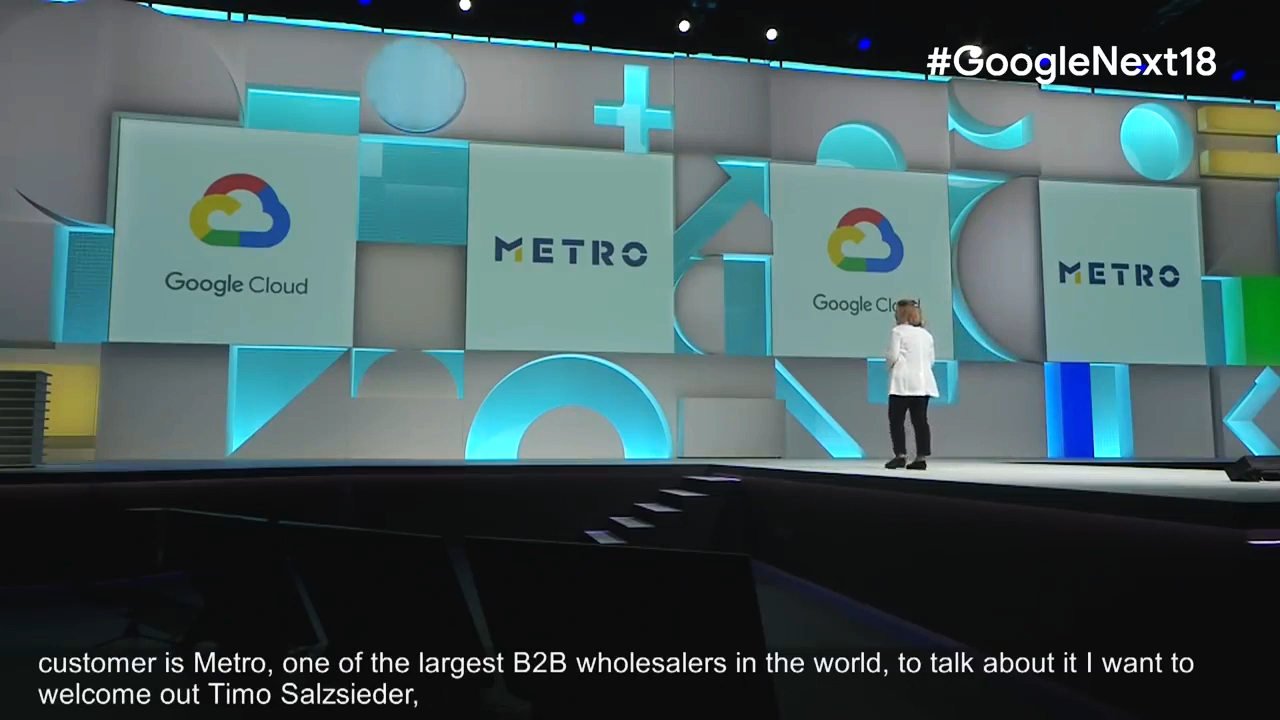 #GoogleNext18
Google Cloud
METRO
Google Cloud
METRO
customer is Metro, one of the largest B2B wholesalers in the world, to talk about it I want to
welcome out Timo Salzsieder,